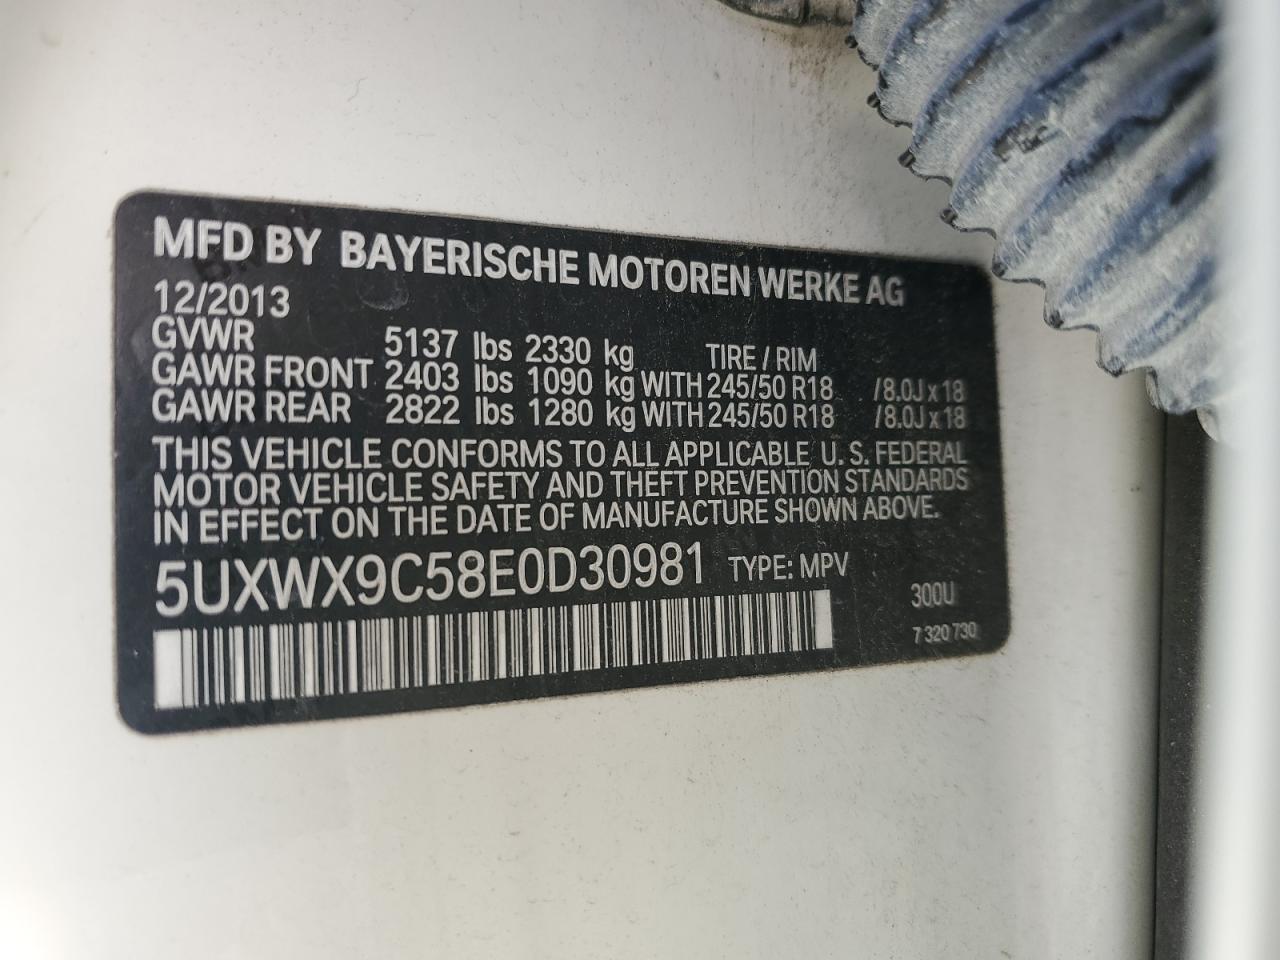 MFD BY BAYERISCHE MOTOREN WERKE AG
12/2013
GVWR 5137 lbs 2330 kg TIRE / RIM
GAWR FRONT 2403 lbs 1090 kg WITH 245/50 R18 /8.0J x 18
GAWR REAR 2822 lbs 1280 kg WITH 245/50 R18 /8.0J x 18
THIS VEHICLE CONFORMS TO ALL APPLICABLE U. S. FEDERAL
MOTOR VEHICLE SAFETY AND THEFT PREVENTION STANDARDS
IN EFFECT ON THE DATE OF MANUFACTURE SHOWN ABOVE.
5UXWX9C58E0D30981 TYPE: MPV
300U
7 320 730